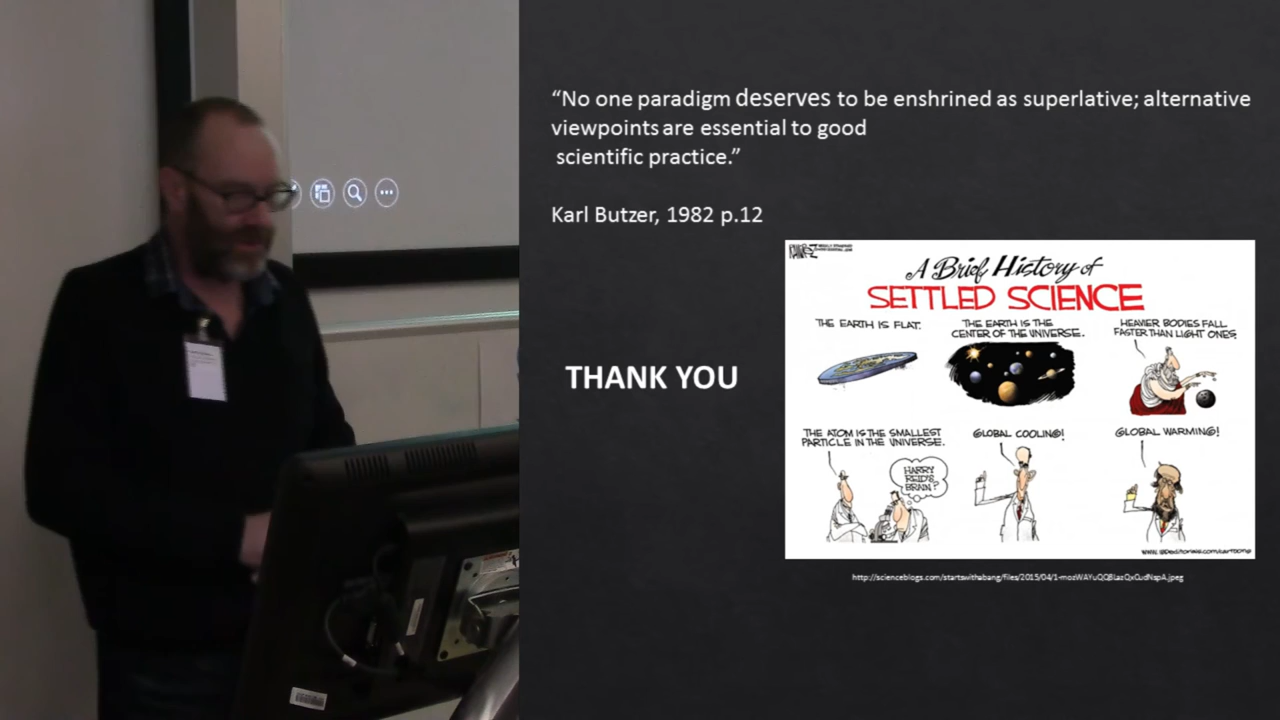 “No one paradigm deserves to be enshrined as superlative; alternative
viewpoints are essential to good
scientific practice.”
Karl Butzer, 1982 p.12
A Brief History of
SETTLED SCIENCE
THE EARTH IS FLAT.
THE EARTH IS THE
CENTER OF THE UNIVERSE.
HEAVIER BODIES FALL
FASTER THAN LIGHT ONES.
THANK YOU
THE ATOM IS THE SMALLEST
PARTICLE IN THE UNIVERSE.
HARRY
REID'S
BRAIN?
GLOBAL COOLING!
GLOBAL WARMING!